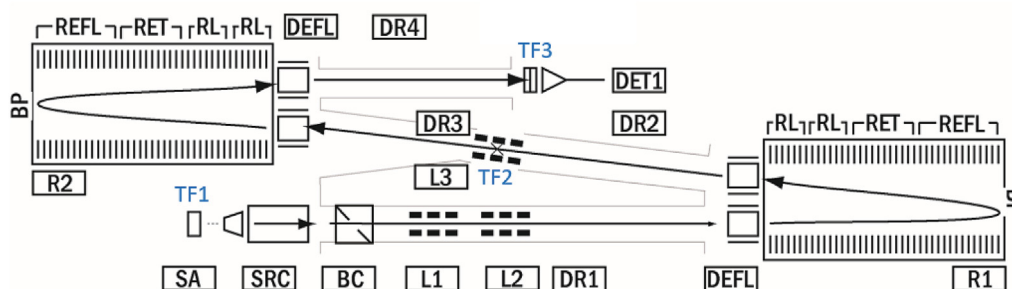 REFL RET RL RL DEFL DR4
TF3
DET1
BP
DR3 DR2
RL RL RET REFL
R2 L3
TF1 TF2
SA SRC BC L1 L2 DR1 DEFL R1